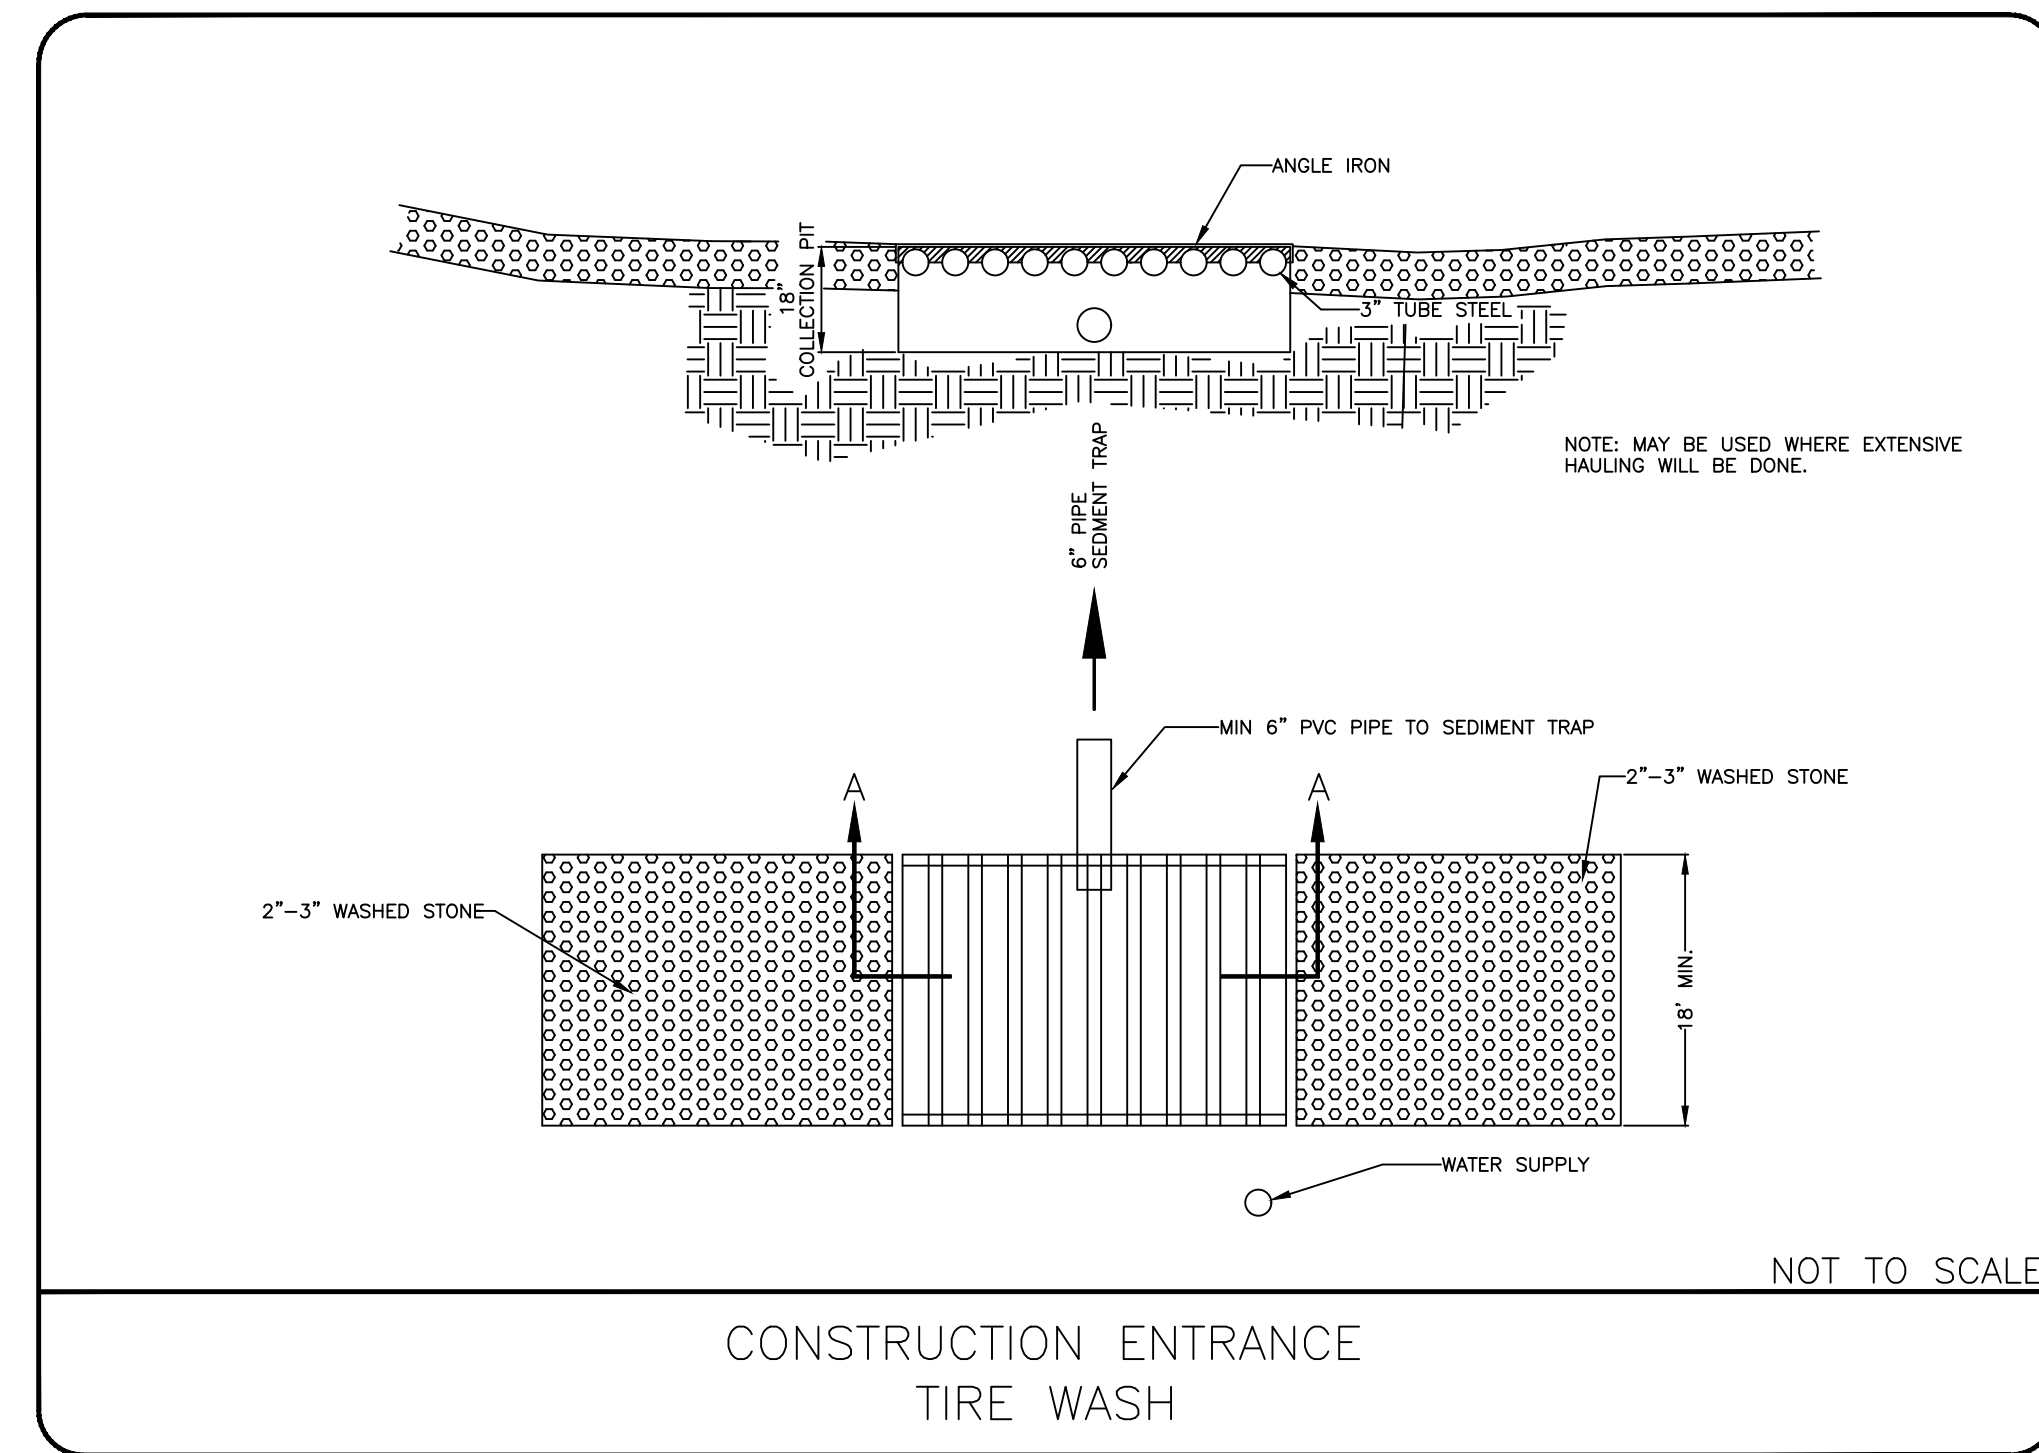 ANGLE IRON
18"
COLLECTION PIT
3" TUBE STEEL
NOTE: MAY BE USED WHERE EXTENSIVE
HAULING WILL BE DONE.
6" PIPE
SEDMENT TRAP
MIN 6" PVC PIPE TO SEDIMENT TRAP
2"-3" WASHED STONE
A
A
2"-3" WASHED STONE
18' MIN.
WATER SUPPLY
NOT TO SCALE
CONSTRUCTION ENTRANCE
TIRE WASH